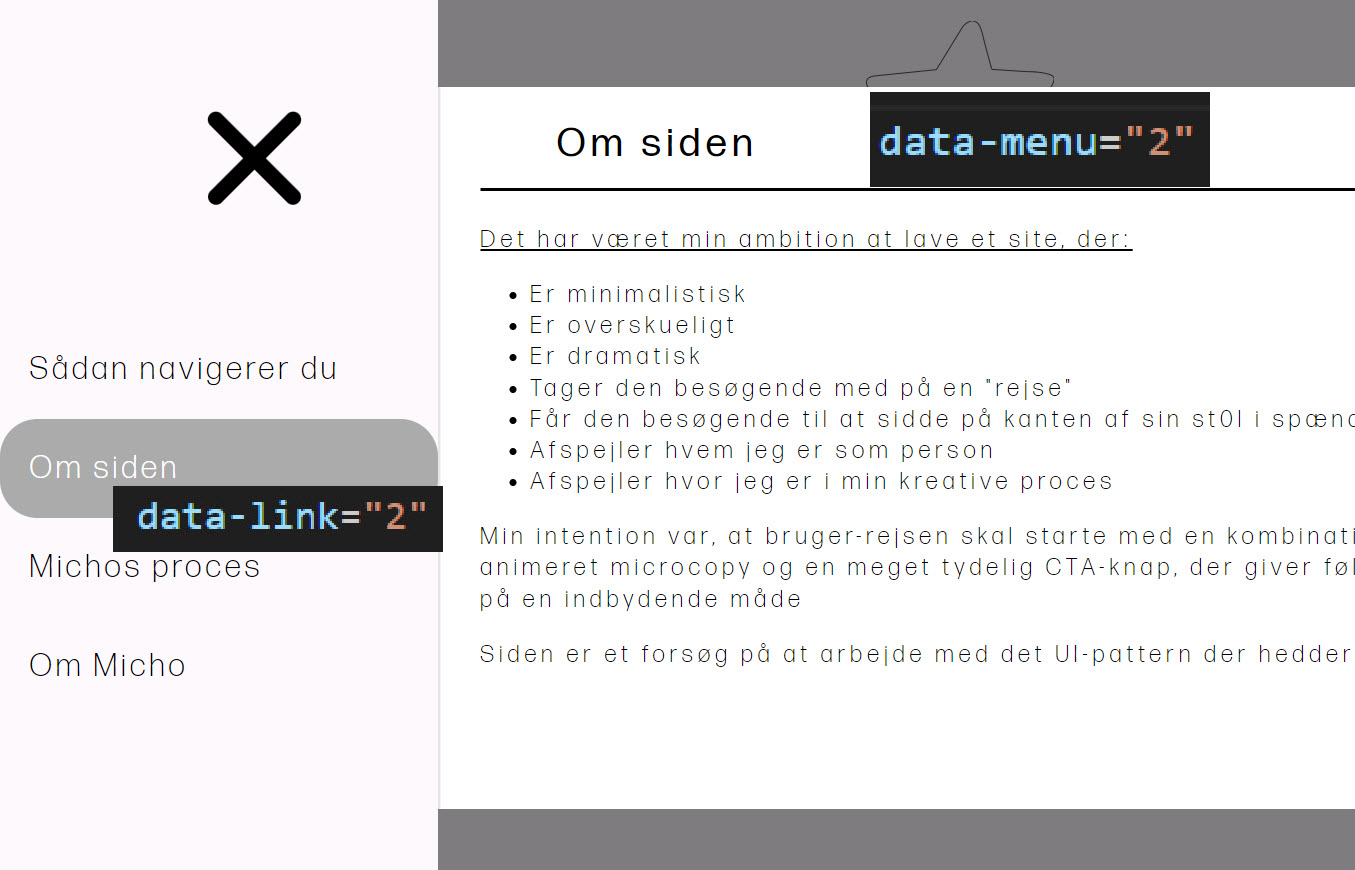 Sådan navigerer du
Om siden
data-link="2"
Michos proces
Om Micho
Om siden
data-menu="2"
Det har været min ambition at lave et site, der:
• Er minimalistisk
• Er overskueligt
• Er dramatisk
• Tager den besøgende med på en "rejse"
• Får den besøgende til at sidde på kanten af sin st0l i spænd
• Afspejler hvem jeg er som person
• Afspejler hvor jeg er i min kreative proces
Min intention var, at bruger-rejsen skal starte med en kombinati
animeret microcopy og en meget tydelig CTA-knap, der giver føl
på en indbydende måde
Siden er et forsøg på at arbejde med det UI-pattern der hedder